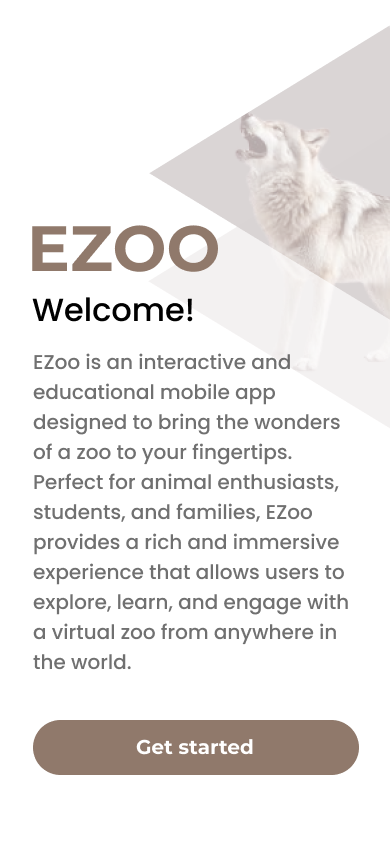 EZOO
Welcome!
EZoo is an interactive and
educational mobile app
designed to bring the wonders
of a zoo to your fingertips.
Perfect for animal enthusiasts,
students, and families, EZoo
provides a rich and immersive
experience that allows users to
explore, learn, and engage with
a virtual zoo from anywhere in
the world.
Get started